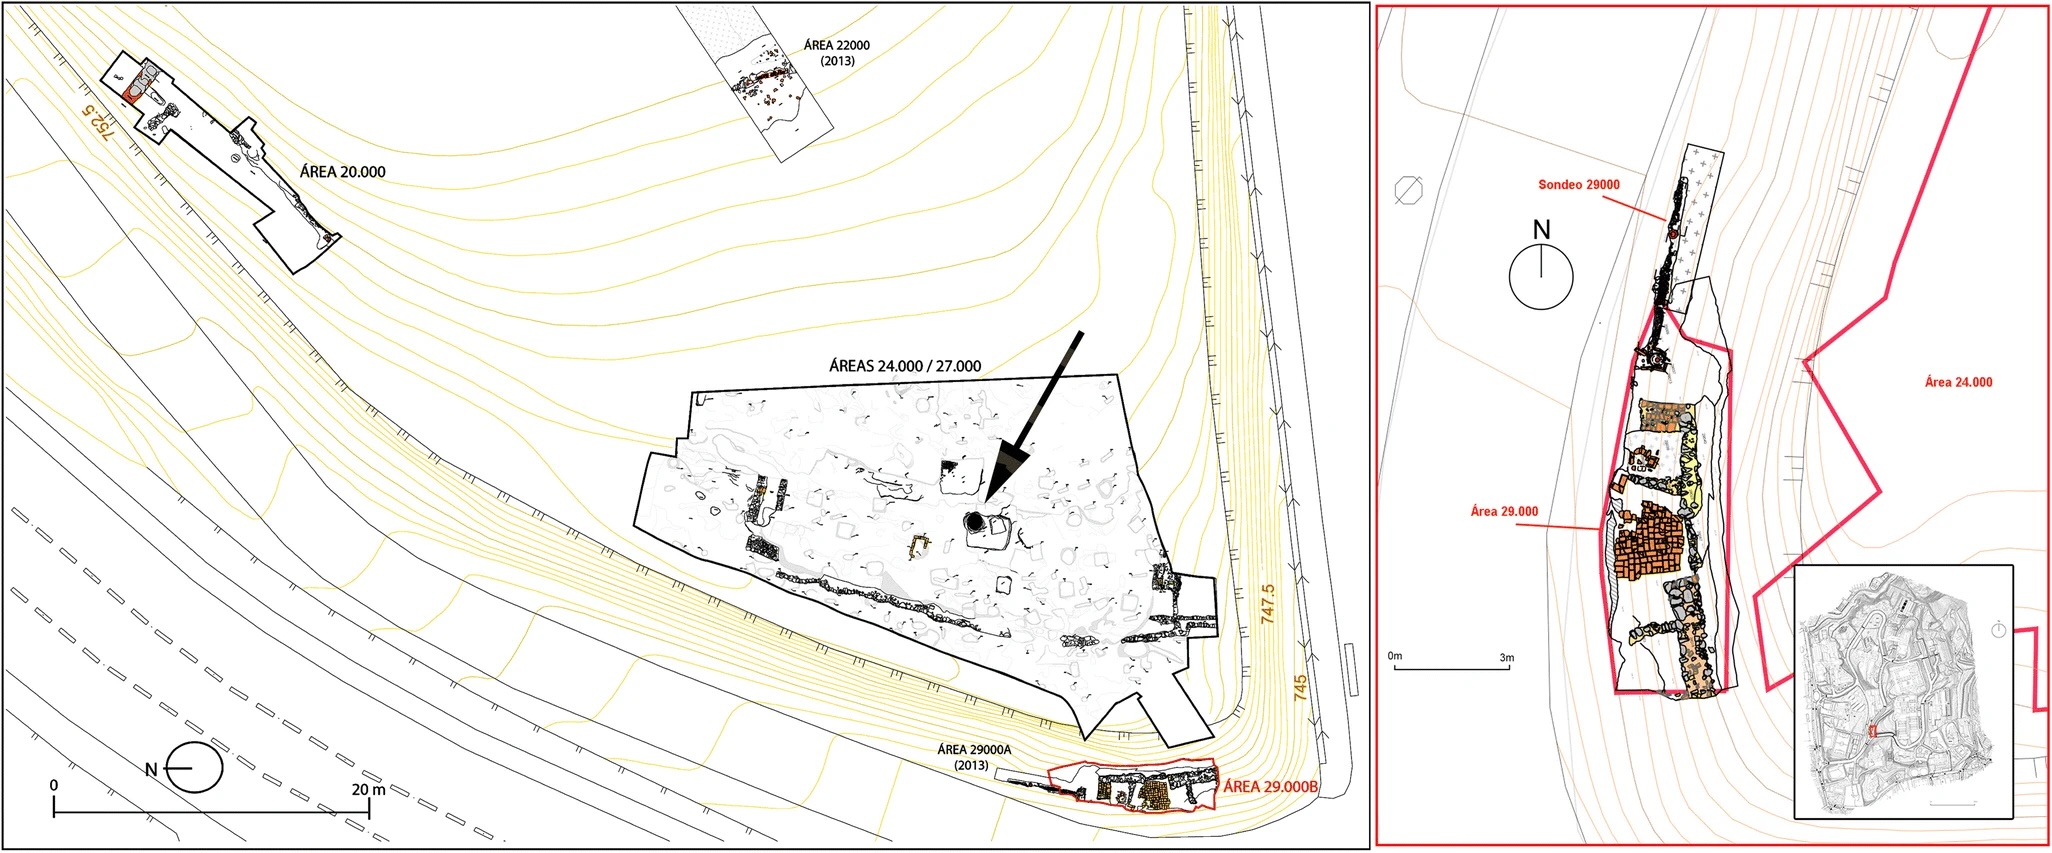 ÁREA 22000
(2013)
752.5
ÁREA 20.000
ÁREAS 24.000 / 27.000
747.5
745
ÁREA 29000A
(2013)
ÁREA 29.000B
N
0
20 m
Sondeo 29000
N
Área 24.000
Área 29.000
0m
3m